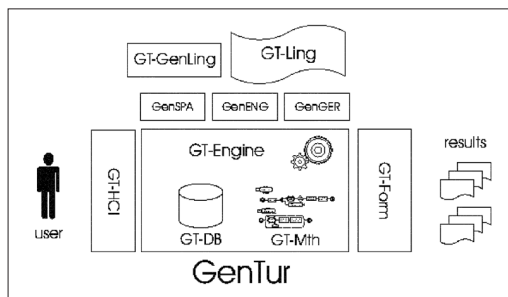 GT-GenLing
GT-Ling
GenSPA
GenENG
GenGER
GT-HCI
GT-Engine
GT-DB
GT-Mth
GT-Form
user
results
GenTur